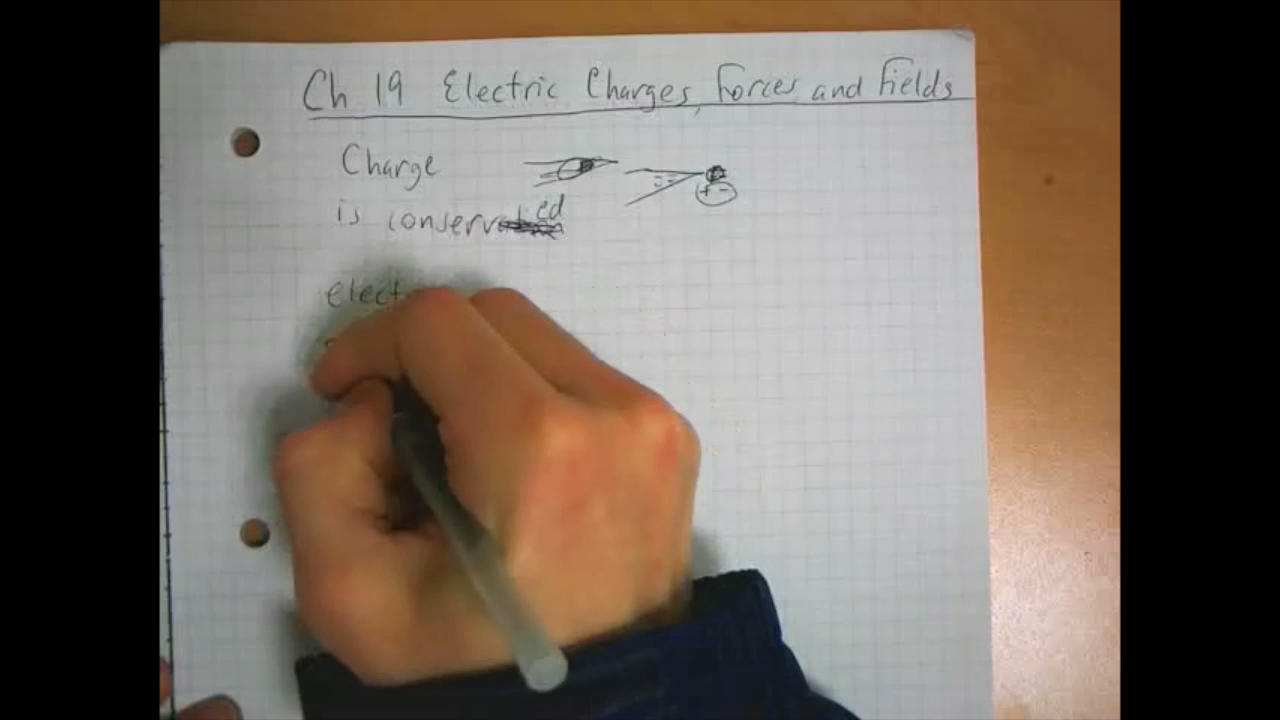 Ch 19 Electric Charges, Forces and Fields
Charge
is conserved
+ -